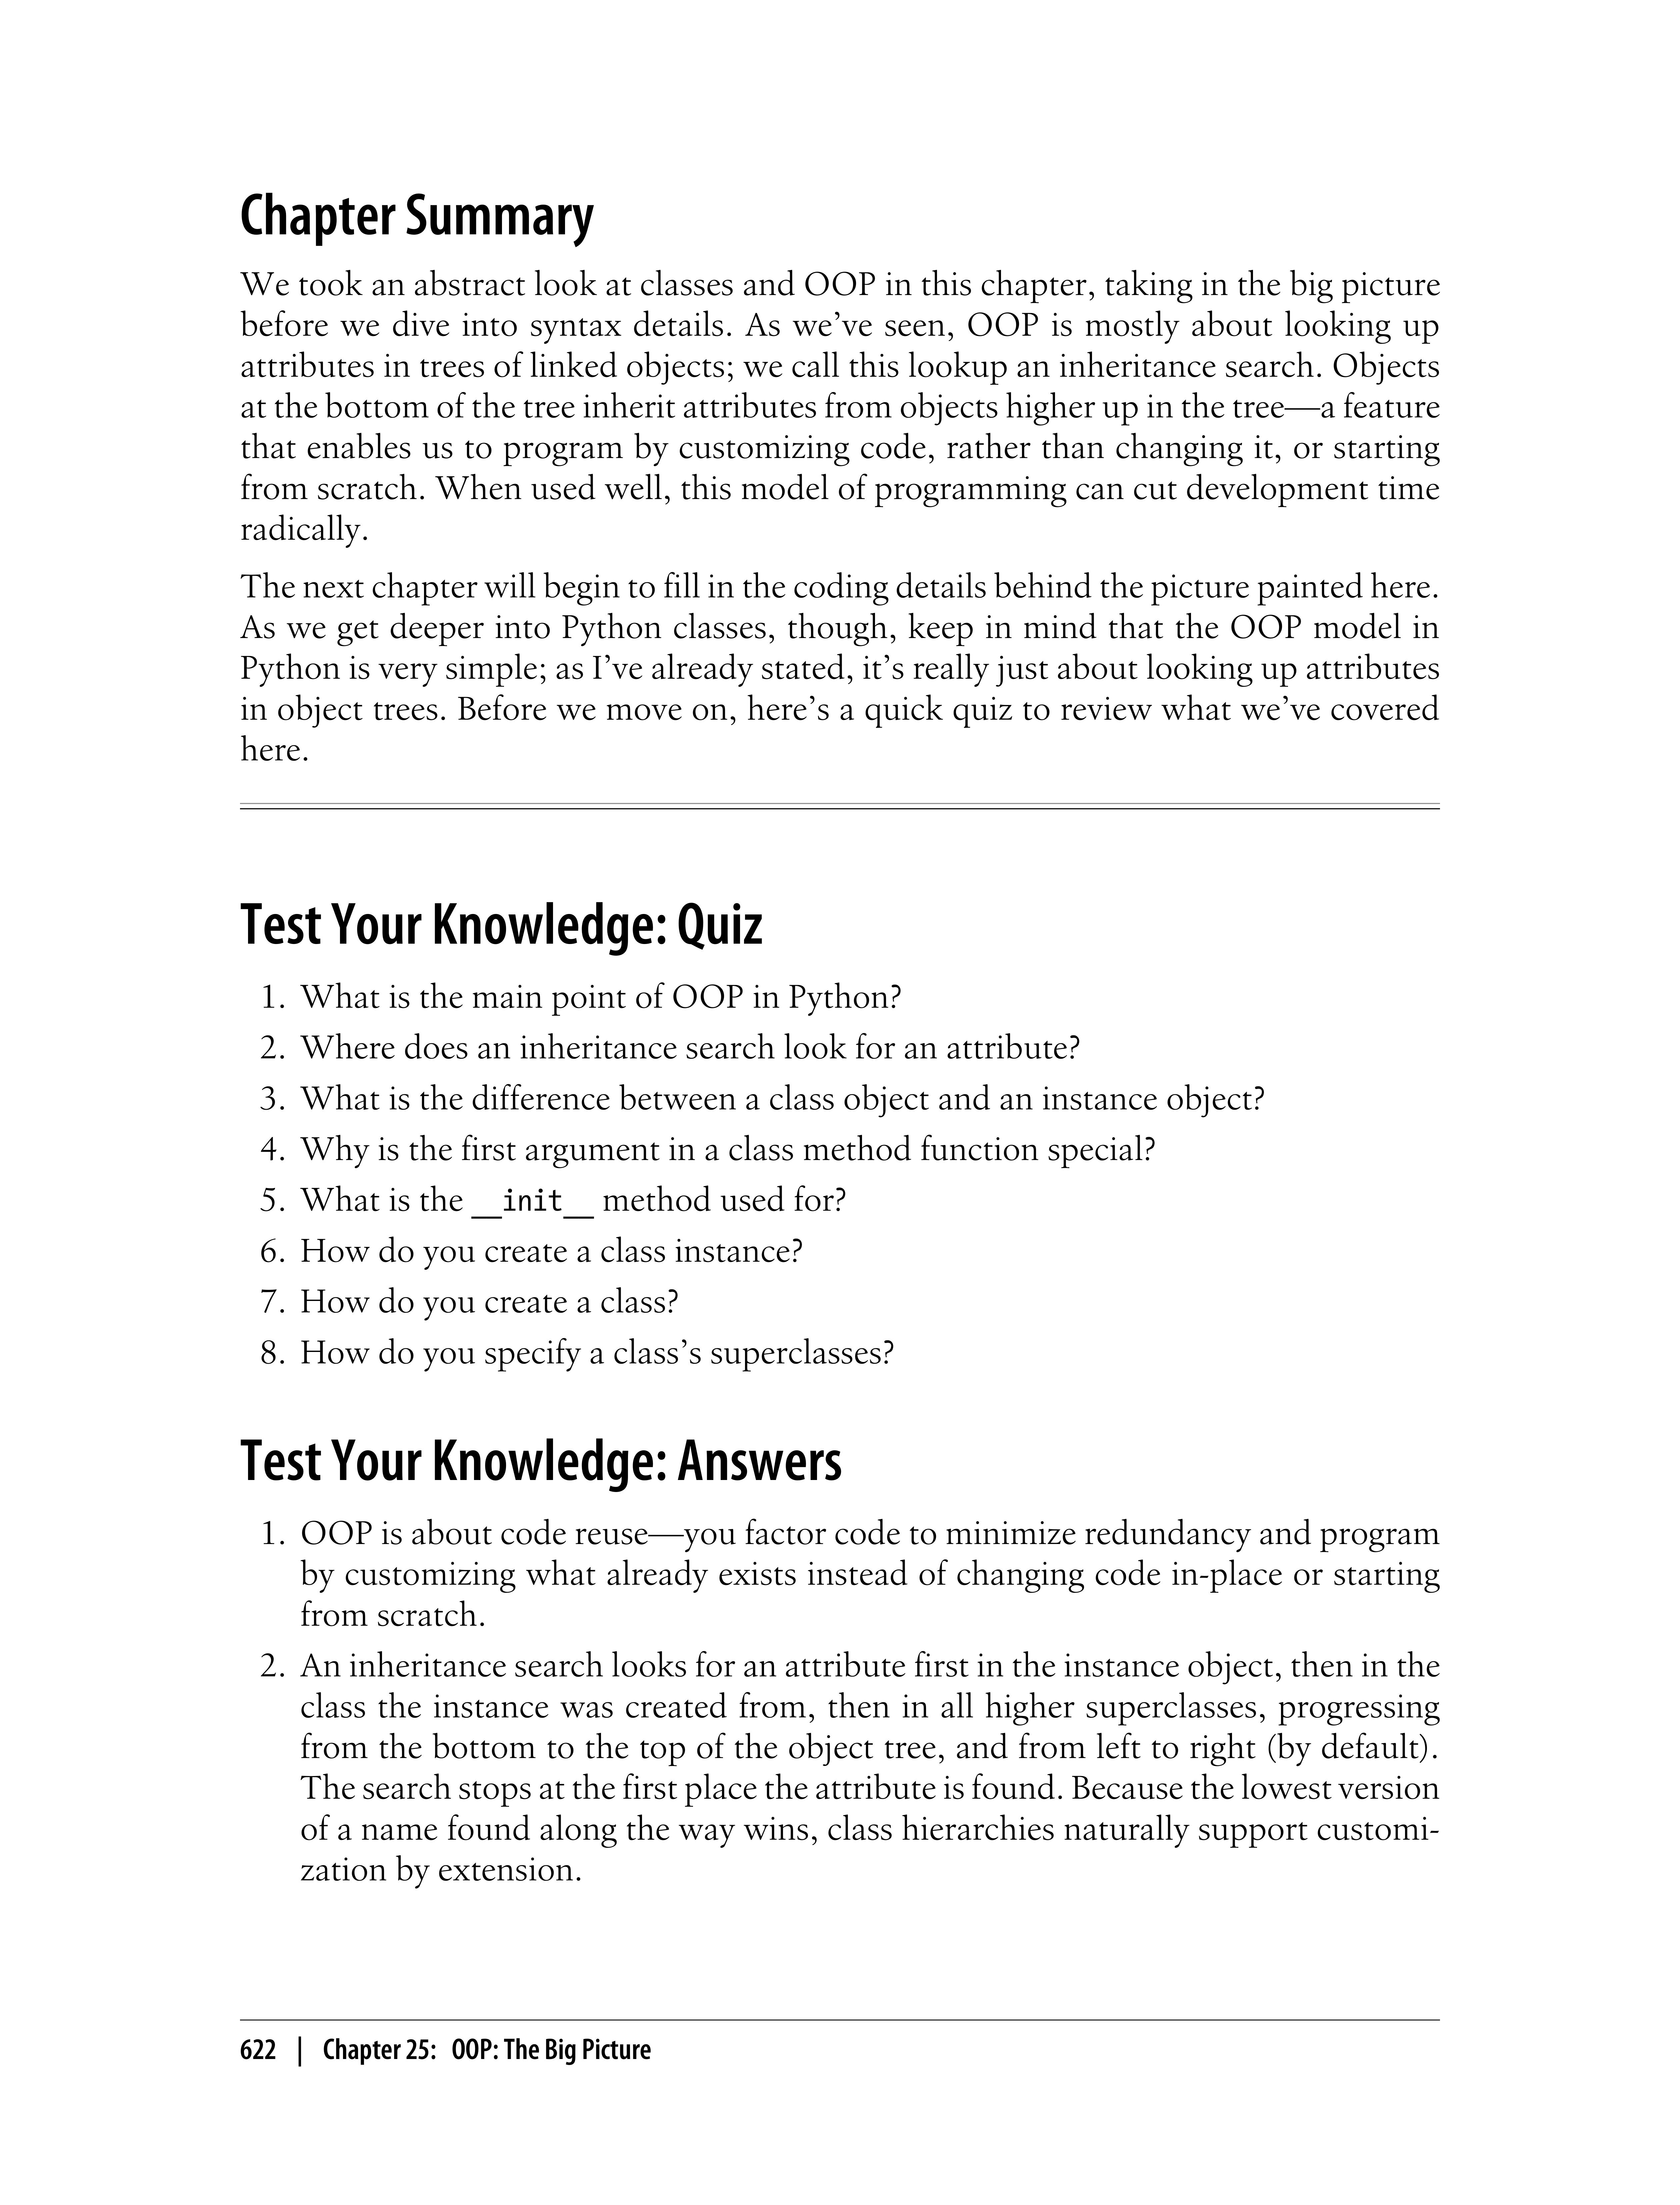 Chapter Summary
We took an abstract look at classes and OOP in this chapter, taking in the big picture
before we dive into syntax details. As we’ve seen, OOP is mostly about looking up
attributes in trees of linked objects; we call this lookup an inheritance search. Objects
at the bottom of the tree inherit attributes from objects higher up in the tree—a feature
that enables us to program by customizing code, rather than changing it, or starting
from scratch. When used well, this model of programming can cut development time
radically.
The next chapter will begin to fill in the coding details behind the picture painted here.
As we get deeper into Python classes, though, keep in mind that the OOP model in
Python is very simple; as I’ve already stated, it’s really just about looking up attributes
in object trees. Before we move on, here’s a quick quiz to review what we’ve covered
here.
Test Your Knowledge: Quiz
1. What is the main point of OOP in Python?
2. Where does an inheritance search look for an attribute?
3. What is the difference between a class object and an instance object?
4. Why is the first argument in a class method function special?
5. What is the __init__ method used for?
6. How do you create a class instance?
7. How do you create a class?
8. How do you specify a class’s superclasses?
Test Your Knowledge: Answers
1. OOP is about code reuse—you factor code to minimize redundancy and program
by customizing what already exists instead of changing code in-place or starting
from scratch.
2. An inheritance search looks for an attribute first in the instance object, then in the
class the instance was created from, then in all higher superclasses, progressing
from the bottom to the top of the object tree, and from left to right (by default).
The search stops at the first place the attribute is found. Because the lowest version
of a name found along the way wins, class hierarchies naturally support customi-
zation by extension.
622 | Chapter 25: OOP: The Big Picture